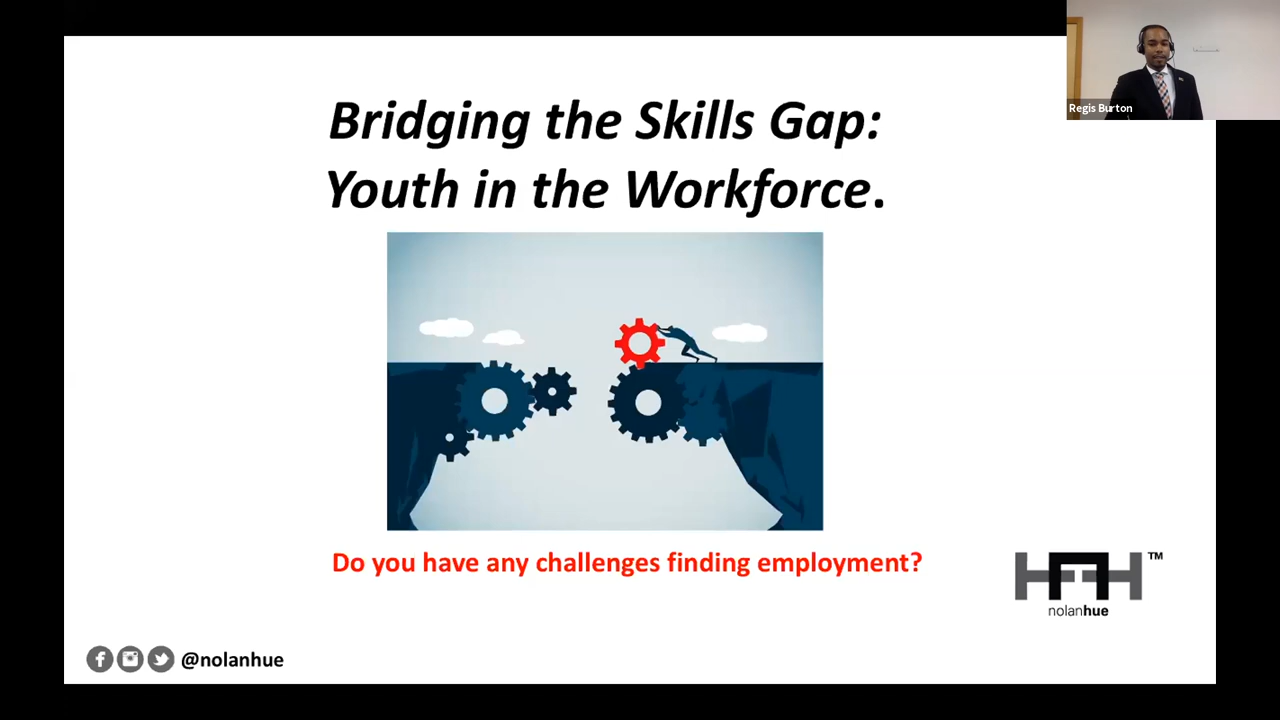 Regis Burton
Bridging the Skills Gap:
Youth in the Workforce.
Do you have any challenges finding employment?
TM
nolanhue
@nolanhue